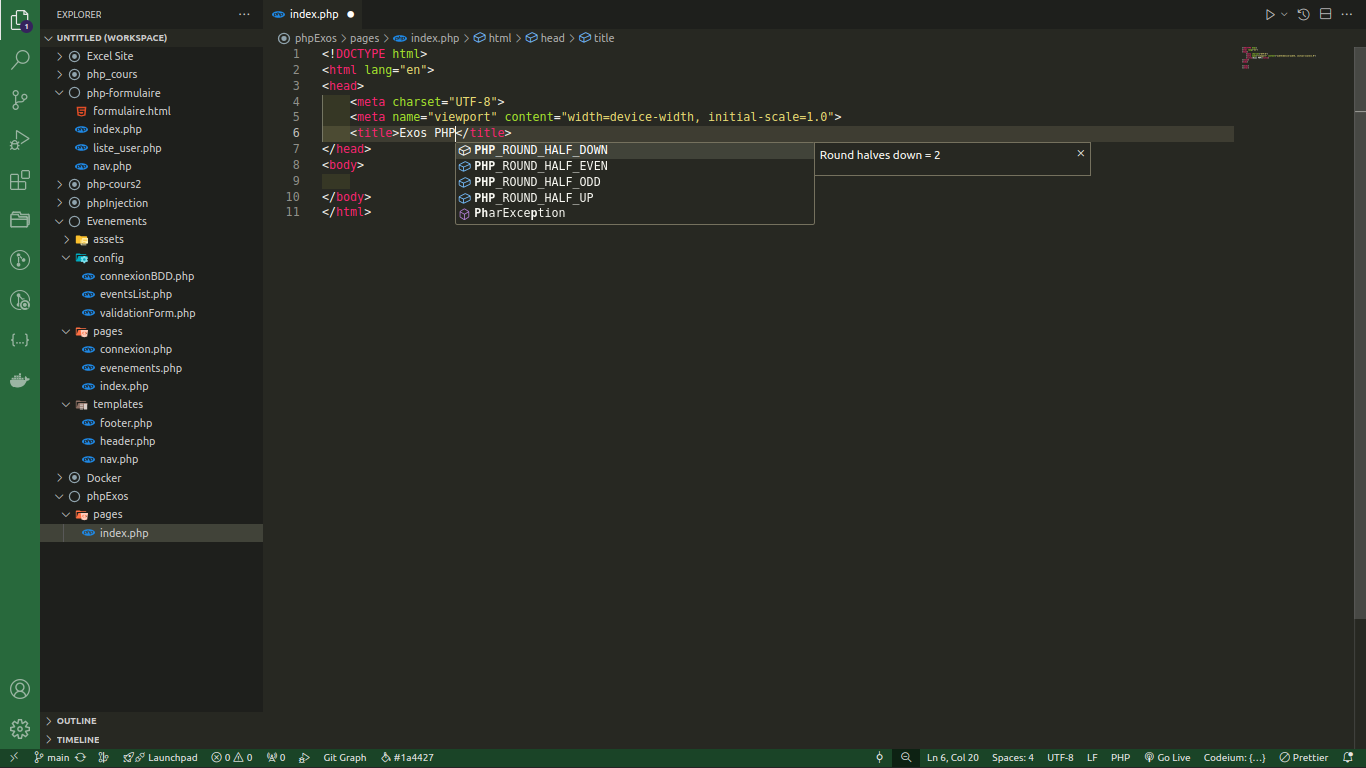 EXPLORER
UNTITLED (WORKSPACE)
Excel Site
php_cours
php-formulaire
formulaire.html
index.php
liste_user.php
nav.php
php-cours2
phpInjection
Evenements
assets
config
connexionBDD.php
eventsList.php
validationForm.php
pages
connexion.php
evenements.php
index.php
templates
footer.php
header.php
nav.php
Docker
phpExos
pages
index.php
OUTLINE
TIMELINE
index.php
phpExos > pages > index.php > html > head > title
1 <!DOCTYPE html>
2 <html lang="en">
3 <head>
4 <meta charset="UTF-8">
5 <meta name="viewport" content="width=device-width, initial-scale=1.0">
6 <title>Exos PHP</title>
7 </head>
8 <body>
9
10 </body>
11 </html>
PHP_ROUND_HALF_DOWN
PHP_ROUND_HALF_EVEN
PHP_ROUND_HALF_ODD
PHP_ROUND_HALF_UP
PharException
Round halves down = 2
main Launchpad 0 0 0 Git Graph #1a4427 Ln 6, Col 20 Spaces: 4 UTF-8 LF PHP Go Live Codeium: {...} Prettier